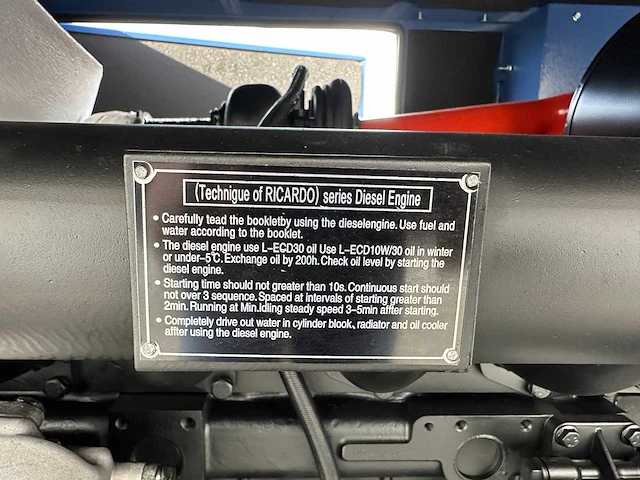 (Technigue of RICARDO) series Diesel Engine
• Carefully tead the bookletby using the dieselengine. Use fuel and
water according to the booklet.
• The diesel engine use L-ECD30 oil Use L-ECD10W/30 oil in winter
or under-5℃. Exchange oil by 200h. Check oil level by starting the
diesel engine.
• Starting time should not greater than 10s. Continuous start should
not over 3 sequence. Spaced at intervals of starting greater than
2min. Running at Min.idling steady speed 3-5min affter starting.
• Completely drive out water in cylinder blook、radiator and oil cooler
affter using the diesel engine.